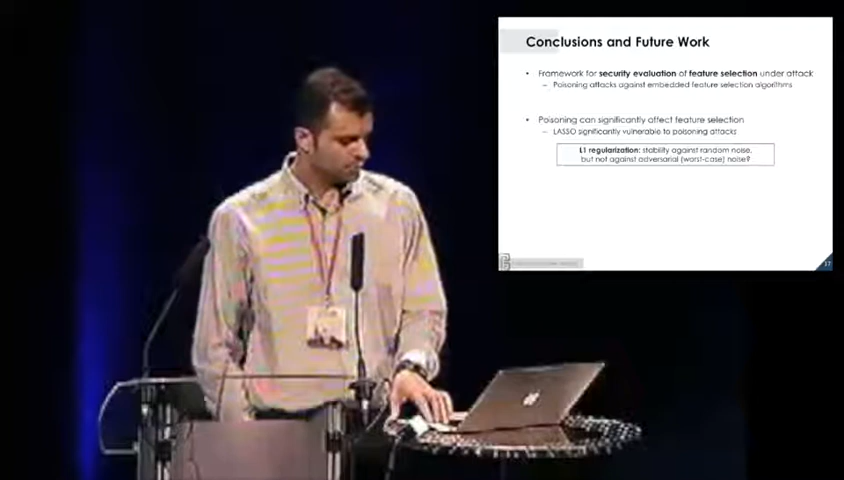 Conclusions and Future Work
• Framework for security evaluation of feature selection under attack
– Poisoning attacks against embedded feature selection algorithms
• Poisoning can significantly affect feature selection
– LASSO significantly vulnerable to poisoning attacks
L1 regularization: stability against random noise,
but not against adversarial (worst-case) noise?
17